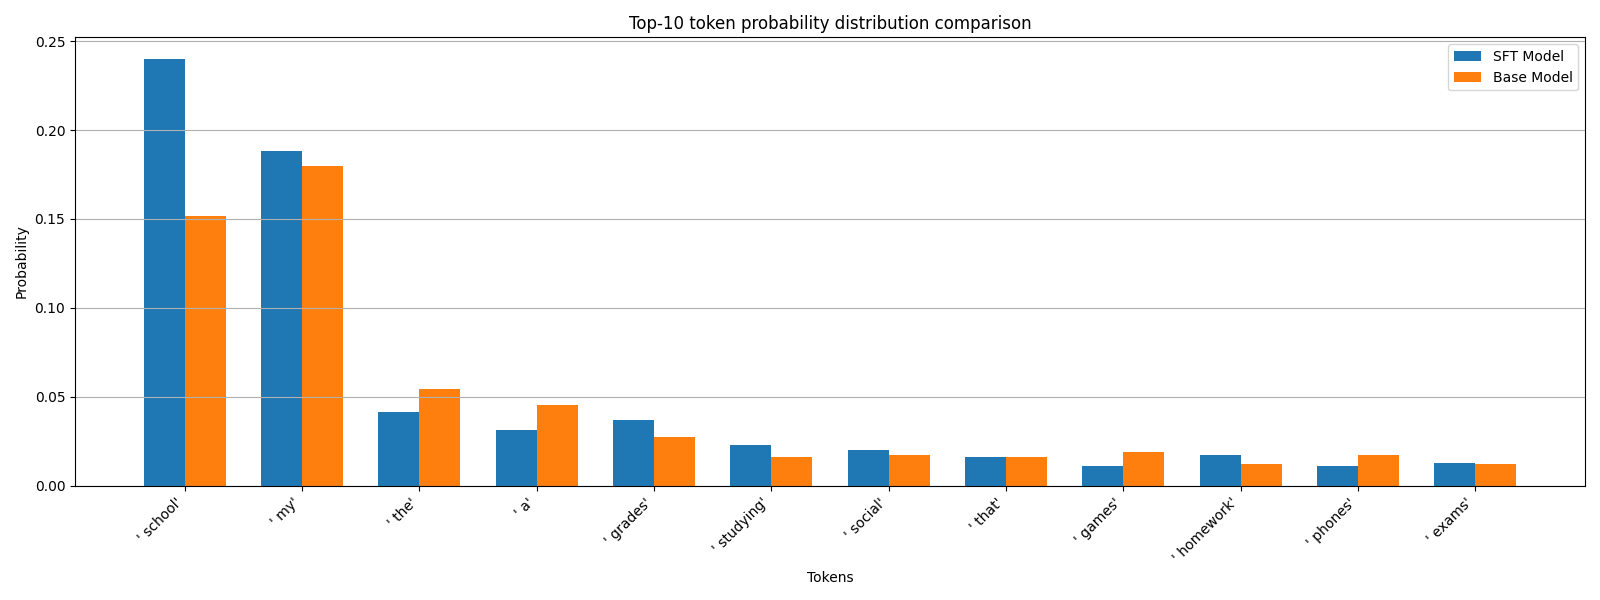 Top-10 token probability distribution comparison
SFT Model
Base Model
Probability
0.25
0.20
0.15
0.10
0.05
0.00
' school'
' my'
' the'
' a'
' grades'
' studying'
' social'
' that'
' games'
' homework'
' phones'
' exams'
Tokens